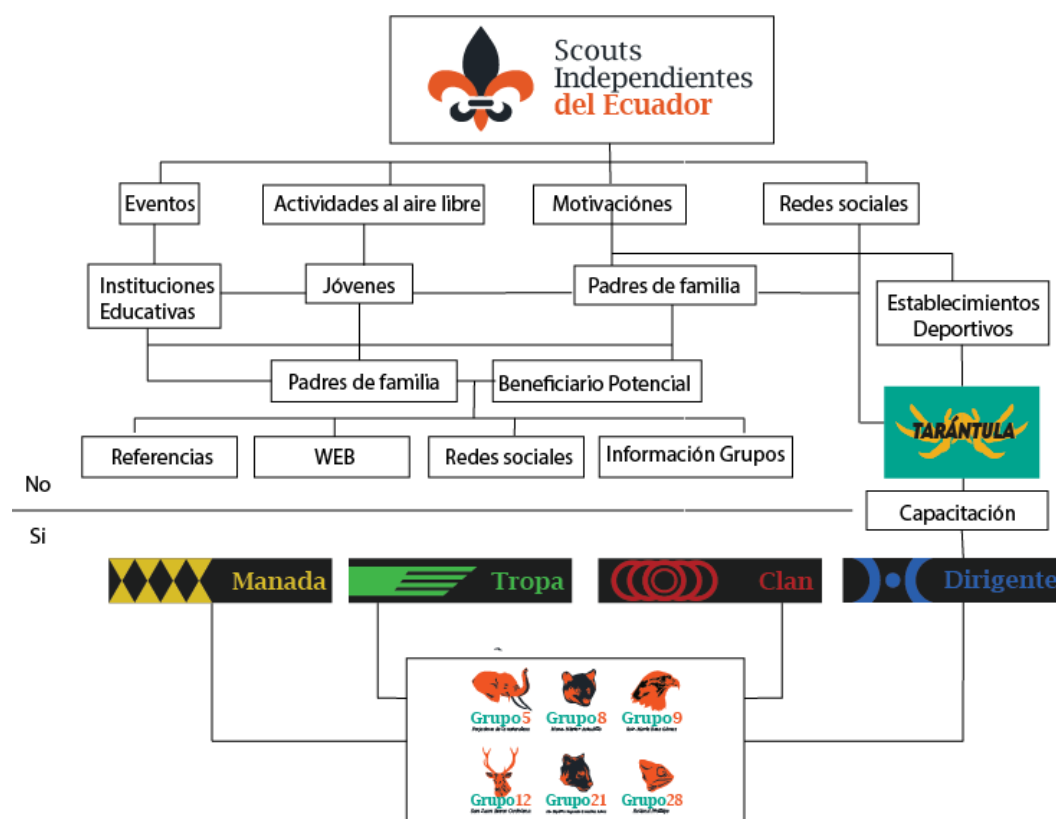 Scouts
Independientes
del Ecuador
Eventos
Actividades al aire libre
Motivaciónes
Redes sociales
Instituciones
Educativas
Jóvenes
Padres de familia
Establecimientos
Deportivos
Padres de familia
Beneficiario Potencial
TARÁNTULA
Referencias
WEB
Redes sociales
Información Grupos
No
Capacitación
Si
Manada
Tropa
Clan
Dirigente
Grupo5
Grupo8
Grupo9
Grupo12
Grupo21
Grupo28